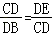 CD/DB = DE/CD